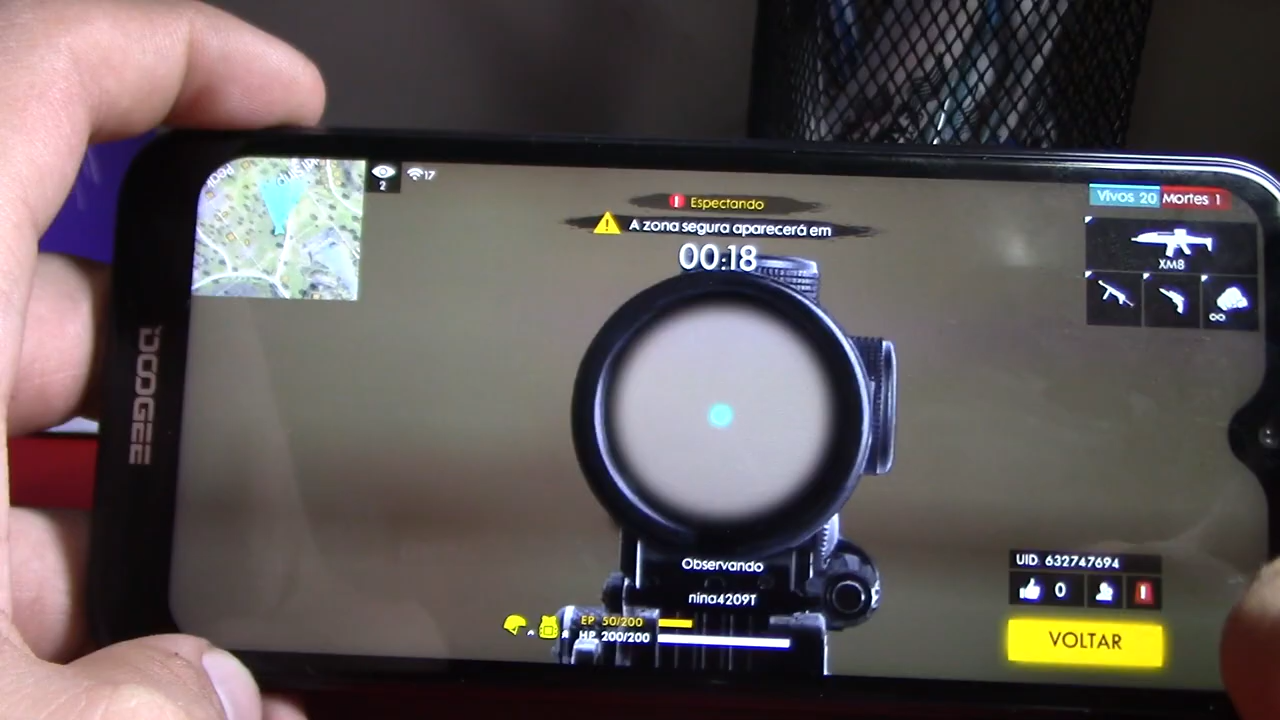 2
17
Espectando
A zona segura aparecerá em
00:18
Vivos 20 Mortes 1
XM8
∞
DOOGEE
Observando
nina4209T
EP 50/200
HP 200/200
UID. 632747694
0
VOLTAR